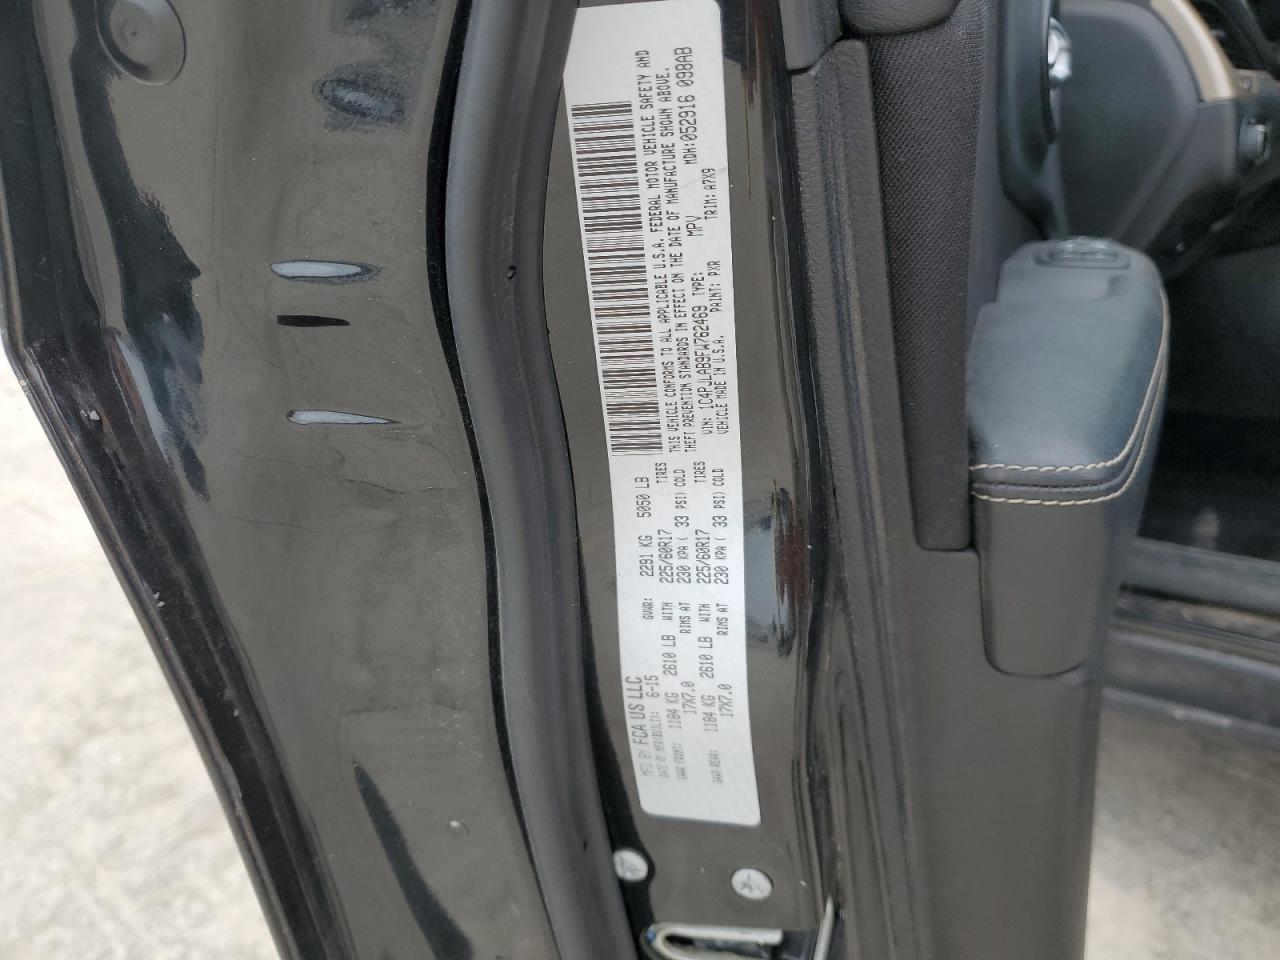 MFD BY FCA US LLC
DATE OF MFR(BUILT): 6-15 GVWR: 2291 KG 5050 LB
GAWR FRONT: 1184 KG 2610 LB WITH 225/60R17 TIRES
17X7.0 RIMS AT 230 KPA ( 33 PSI) COLD
GAWR REAR: 1184 KG 2610 LB WITH 225/60R17 TIRES
17X7.0 RIMS AT 230 KPA ( 33 PSI) COLD
THIS VEHICLE CONFORMS TO ALL APPLICABLE U.S.A. FEDERAL MOTOR VEHICLE SAFETY AND
THEFT PREVENTION STANDARDS IN EFFECT ON THE DATE OF MANUFACTURE SHOWN ABOVE.
VIN: 1C4PJLAB9FW762469 TYPE: MPV MDH:052916 098AB
VEHICLE MADE IN U.S.A. PAINT: PXR TRIM: A7X9